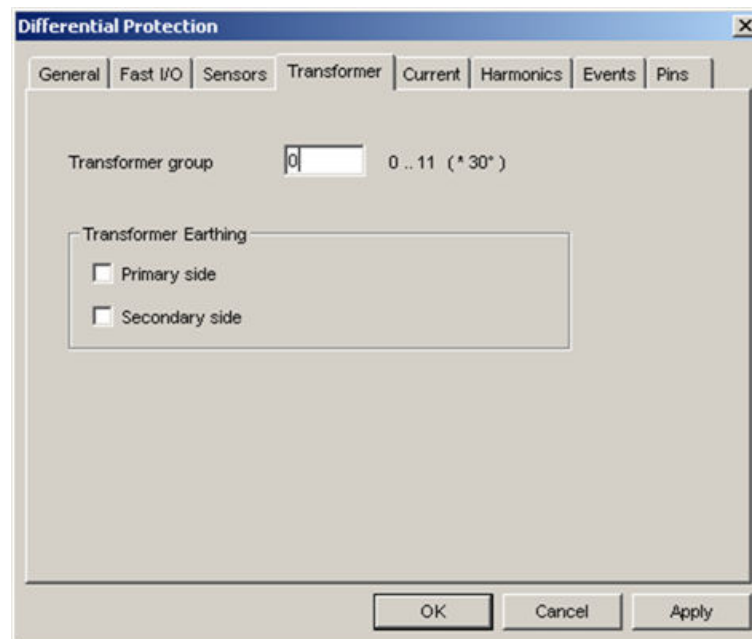 Differential Protection
General Fast I/O Sensors Transformer Current Harmonics Events Pins
Transformer group 0 0 .. 11 ( * 30° )
Transformer Earthing
Primary side
Secondary side
OK Cancel Apply